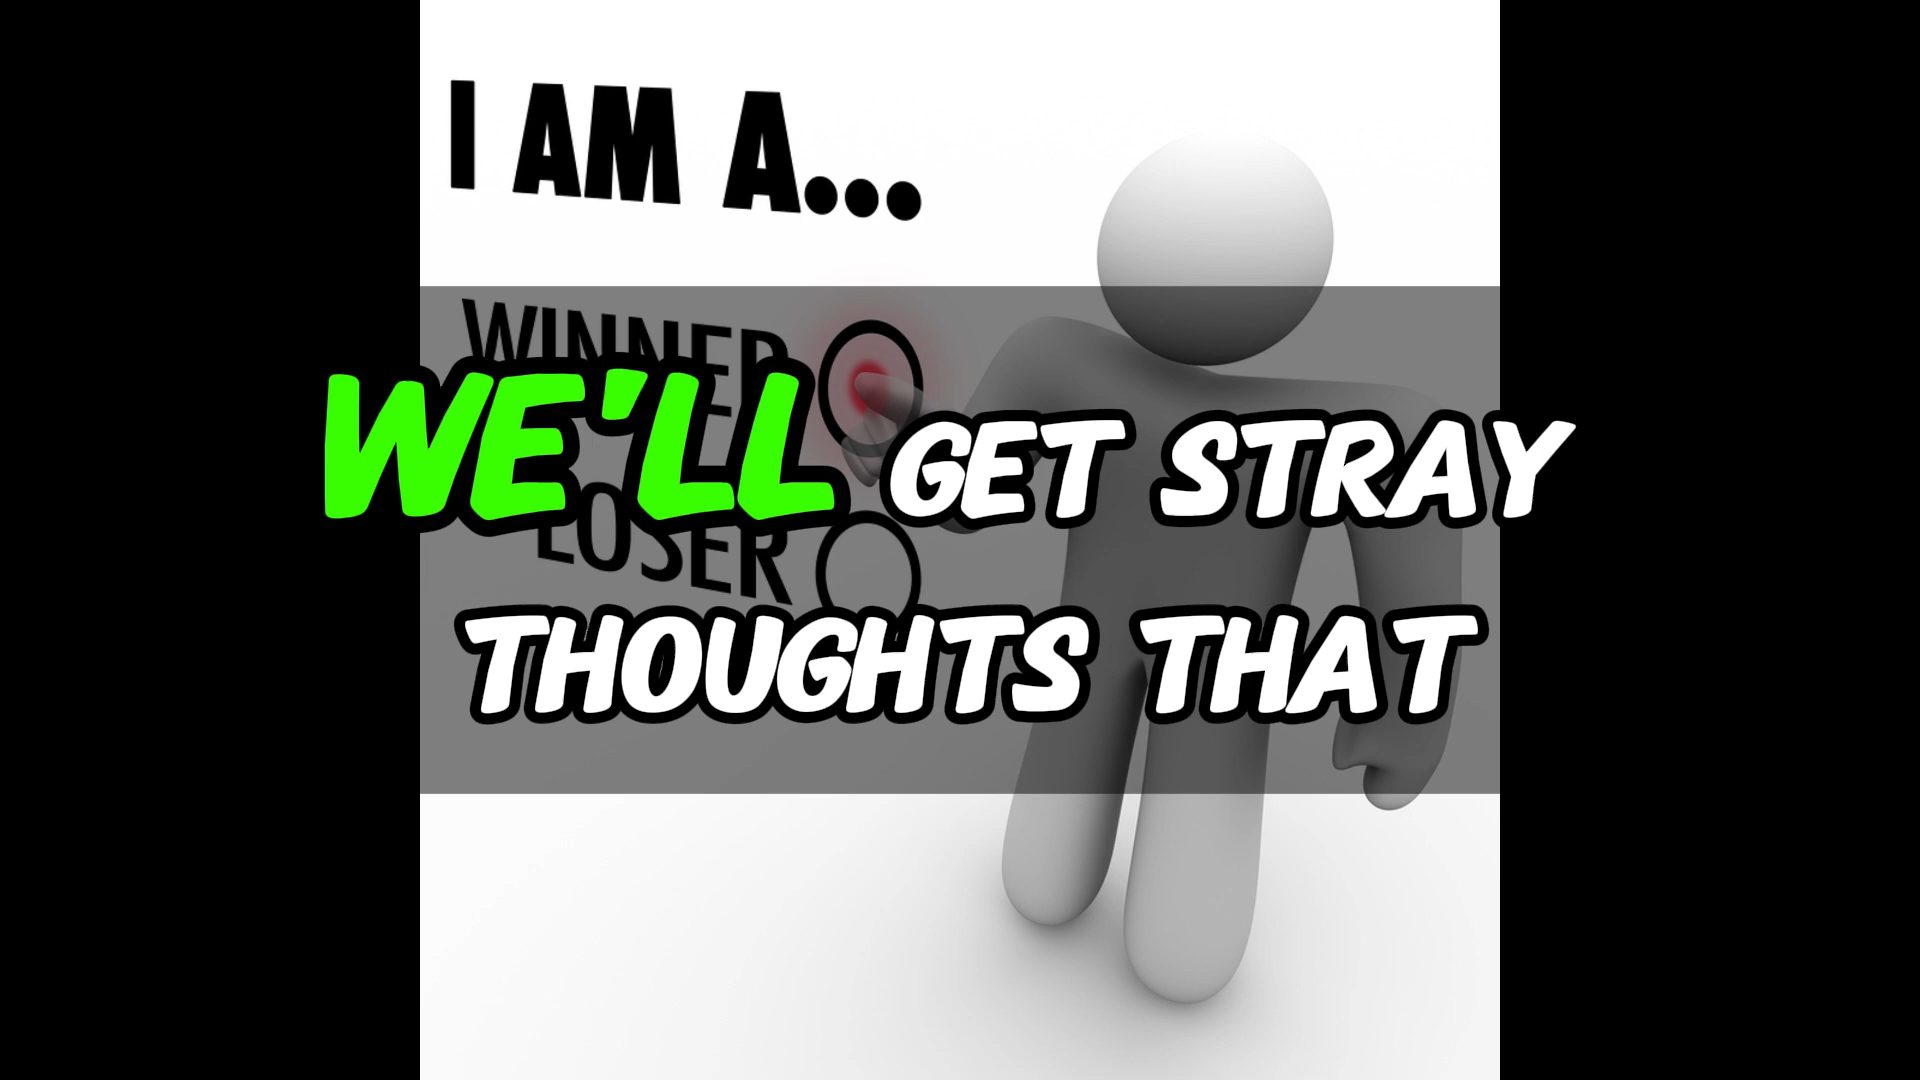 I AM A...
WINNER
WE'LL GET STRAY
LOSER
THOUGHTS THAT